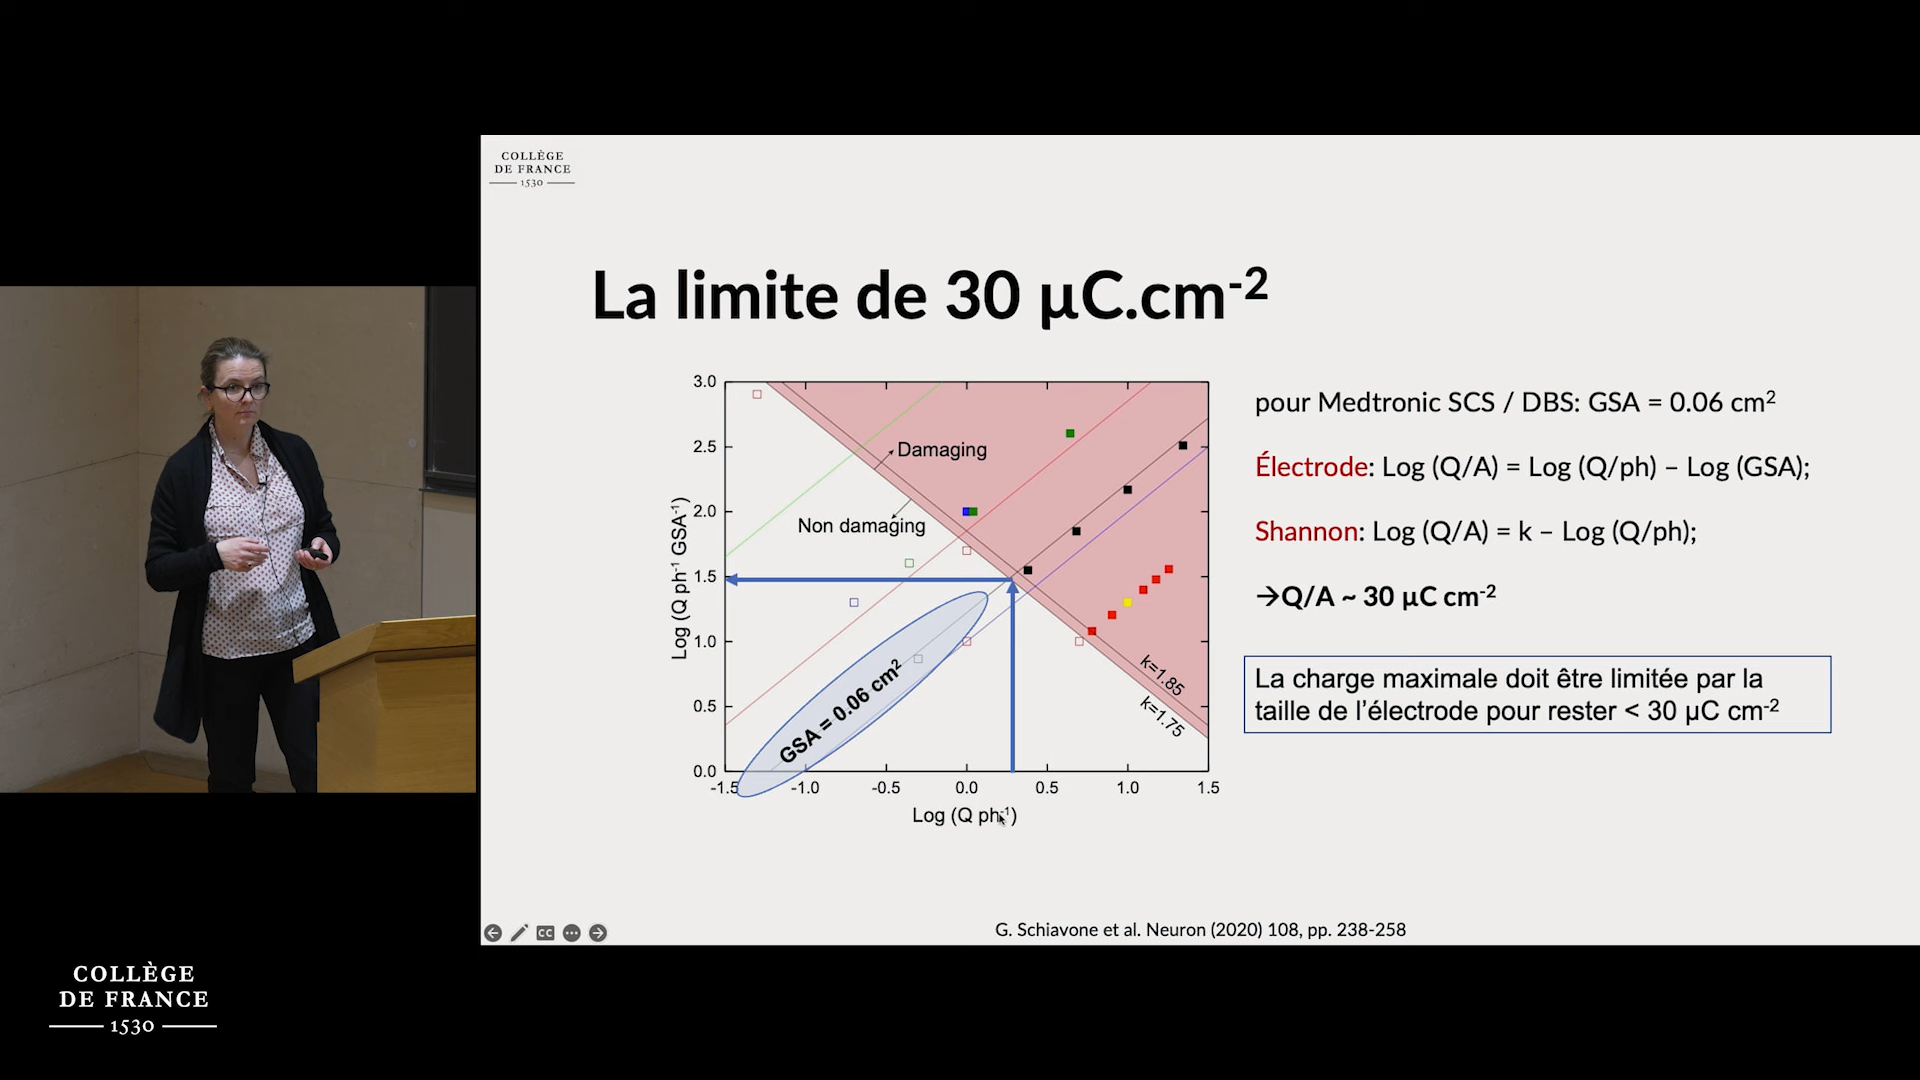 COLLÈGE
DE FRANCE
1530
La limite de 30 µC.cm-2
3.0
2.5
2.0
1.5
1.0
0.5
0.0
-1.5
-1.0
-0.5
0.0
0.5
1.0
1.5
Log (Q ph-1 GSA-1)
Log (Q ph-1)
Damaging
Non damaging
GSA = 0.06 cm2
k=1.85
k=1.75
pour Medtronic SCS / DBS: GSA = 0.06 cm2
Électrode: Log (Q/A) = Log (Q/ph) – Log (GSA);
Shannon: Log (Q/A) = k – Log (Q/ph);
→Q/A ~ 30 µC cm-2
La charge maximale doit être limitée par la
taille de l'électrode pour rester < 30 µC cm-2
G. Schiavone et al. Neuron (2020) 108, pp. 238-258
CC
COLLÈGE
DE FRANCE
1530